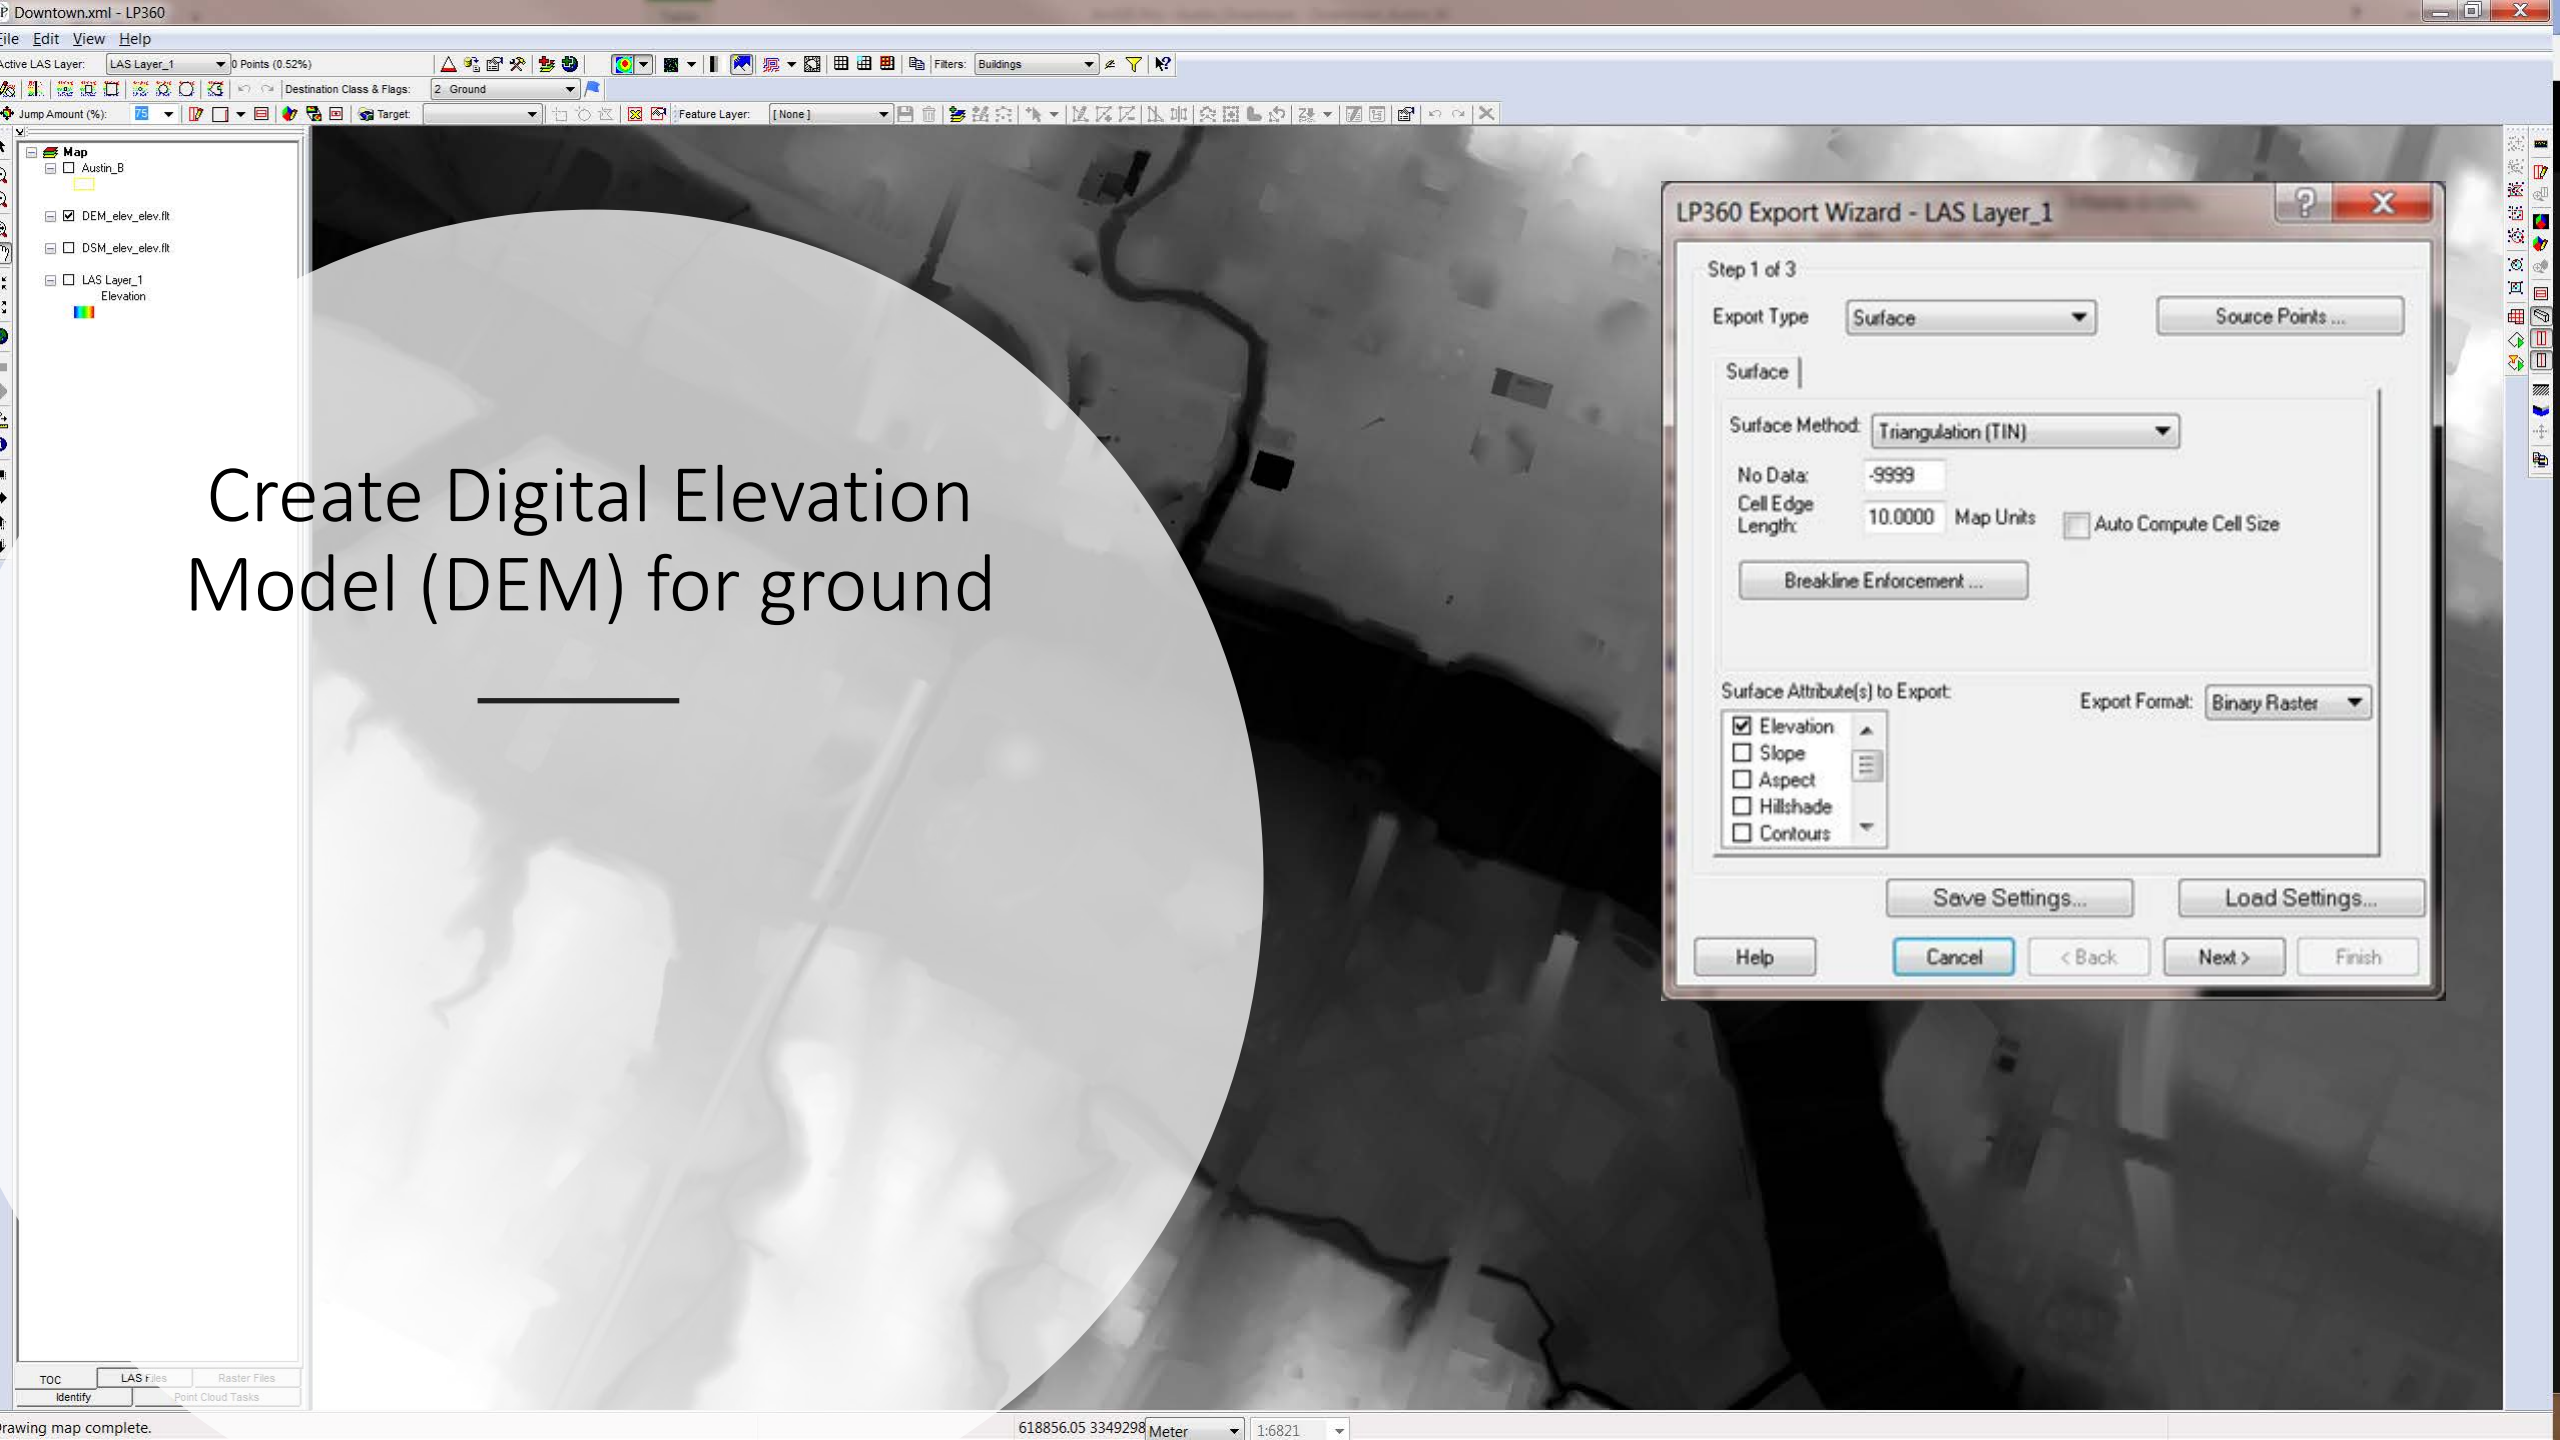 Downtown.xml - LP360
File Edit View Help
Active LAS Layer: LAS Layer_1 0 Points (0.52%) Filters: Buildings
Destination Class & Flags: 2 Ground
Jump Amount (%): 75 Target: Feature Layer: [None]
Map
Austin_B
DEM_elev_elev.flt
DSM_elev_elev.flt
LAS Layer_1
Elevation
Create Digital Elevation
Model (DEM) for ground
LP360 Export Wizard - LAS Layer_1
Step 1 of 3
Export Type Surface Source Points ...
Surface
Surface Method: Triangulation (TIN)
No Data: -9999
Cell Edge
Length: 10.0000 Map Units Auto Compute Cell Size
Breakline Enforcement ...
Surface Attribute(s) to Export: Export Format: Binary Raster
Elevation
Slope
Aspect
Hillshade
Contours
Save Settings... Load Settings...
Help Cancel < Back Next > Finish
TOC LAS Files Raster Files
Identify Point Cloud Tasks
Drawing map complete. 618856.05 3349298 Meter 1:6821